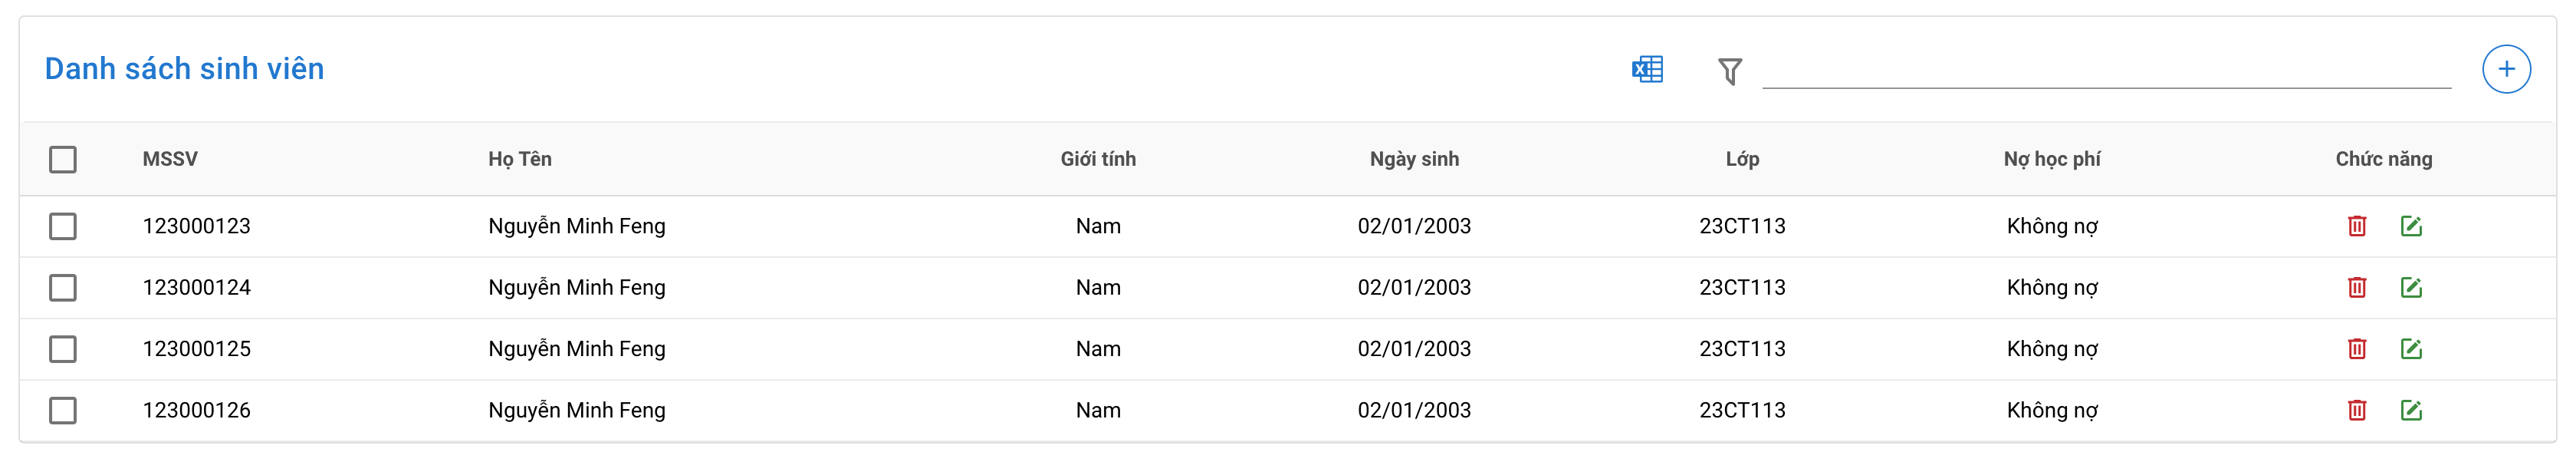 Danh sách sinh viên
MSSV Họ Tên Giới tính Ngày sinh Lớp Nợ học phí Chức năng
123000123 Nguyễn Minh Feng Nam 02/01/2003 23CT113 Không nợ
123000124 Nguyễn Minh Feng Nam 02/01/2003 23CT113 Không nợ
123000125 Nguyễn Minh Feng Nam 02/01/2003 23CT113 Không nợ
123000126 Nguyễn Minh Feng Nam 02/01/2003 23CT113 Không nợ